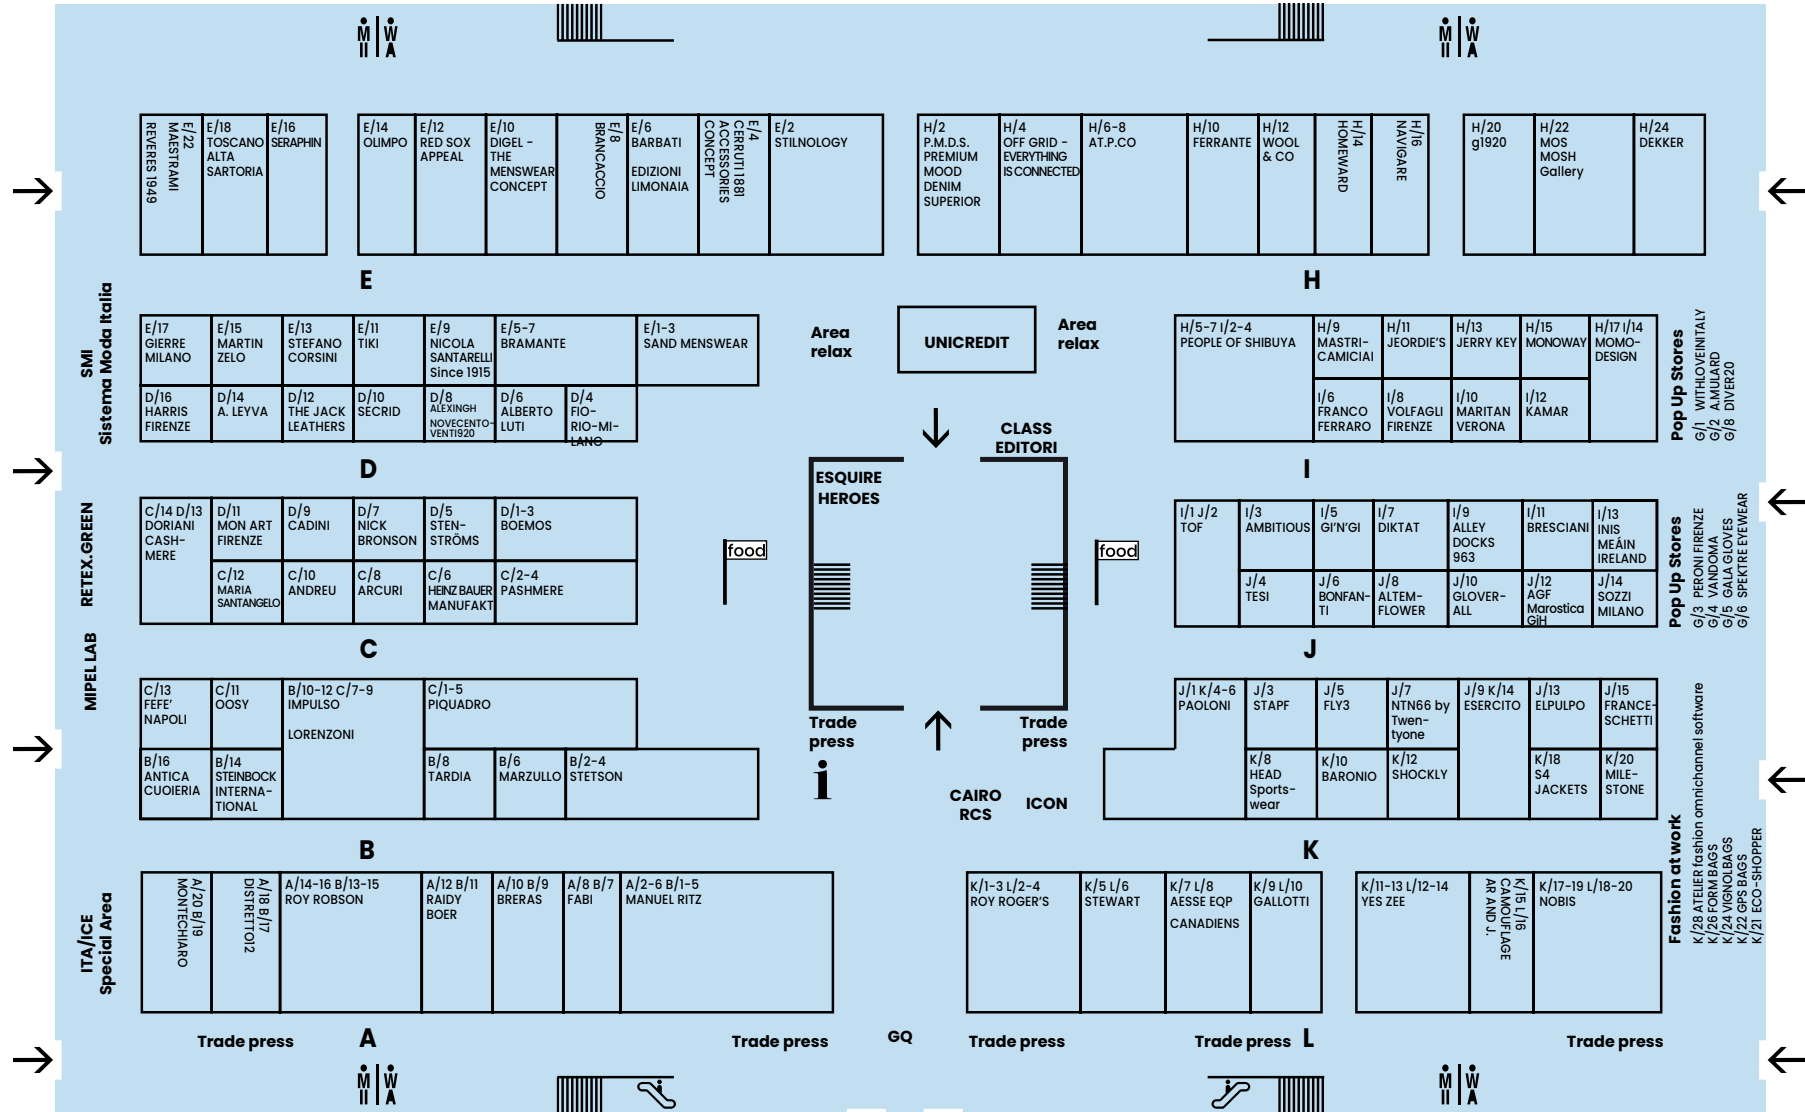 M W
II A
M W
II A
E/22
MAESTRAMI
REVERES 1949
E/18
TOSCANO
ALTA
SARTORIA
E/16
SERAPHIN
E/14
OLIMPO
E/12
RED SOX
APPEAL
E/10
DIGEL -
THE
MENSWEAR
CONCEPT
E/8
BRANCACCIO
E/6
BARBATI
EDIZIONI
LIMONAIA
E/4
CERRUTI 1881
ACCESSORIES
CONCEPT
E/2
STILNOLOGY
H/2
P.M.D.S.
PREMIUM
MOOD
DENIM
SUPERIOR
H/4
OFF GRID -
EVERYTHING
IS CONNECTED
H/6-8
AT.P.CO
H/10
FERRANTE
H/12
WOOL
& CO
H/14
HOMEWARD
H/16
NAVIGARE
H/20
g1920
H/22
MOS
MOSH
Gallery
H/24
DEKKER
E
H
SMI
Sistema Moda Italia
E/17
GIERRE
MILANO
E/15
MARTIN
ZELO
E/13
STEFANO
CORSINI
E/11
TIKI
E/9
NICOLA
SANTARELLI
Since 1915
E/5-7
BRAMANTE
E/1-3
SAND MENSWEAR
D/16
HARRIS
FIRENZE
D/14
A. LEYVA
D/12
THE JACK
LEATHERS
D/10
SECRID
D/8
ALEXINGH
NOVECENTO-
VENTI920
D/6
ALBERTO
LUTI
D/4
FIO-
RIO-MI-
LANO
Area
relax
UNICREDIT
Area
relax
H/5-7 I/2-4
PEOPLE OF SHIBUYA
H/9
MASTRI-
CAMICIAI
H/11
JEORDIE'S
H/13
JERRY KEY
H/15
MONOWAY
H/17 I/14
MOMO-
DESIGN
I/6
FRANCO
FERRARO
I/8
VOLFAGLI
FIRENZE
I/10
MARITAN
VERONA
I/12
KAMAR
Pop Up Stores
G/1 WITHLOVEINITALY
G/2 A.MULARD
G/8 DIVER20
CLASS
EDITORI
D
I
ESQUIRE
HEROES
RETEX.GREEN
C/14 D/13
DORIANI
CASH-
MERE
D/11
MON ART
FIRENZE
D/9
CADINI
D/7
NICK
BRONSON
D/5
STEN-
STRÖMS
D/1-3
BOEMOS
C/12
MARIA
SANTANGELO
C/10
ANDREU
C/8
ARCURI
C/6
HEINZ BAUER
MANUFAKT
C/2-4
PASHMERE
food
food
I/1 J/2
TOF
I/3
AMBITIOUS
I/5
GI'N'GI
I/7
DIKTAT
I/9
ALLEY
DOCKS
963
I/11
BRESCIANI
I/13
INIS
MEÁIN
IRELAND
J/4
TESI
J/6
BONFAN-
TI
J/8
ALTEM-
FLOWER
J/10
GLOVER-
ALL
J/12
AGF
Marostica
GiH
J/14
SOZZI
MILANO
Pop Up Stores
G/3 PERONI FIRENZE
G/4 VANDOMA
G/5 GALA GLOVES
G/6 SPEKTRE EYEWEAR
C
J
MIPEL LAB
C/13
FEFE'
NAPOLI
C/11
OOSY
B/10-12 C/7-9
IMPULSO
LORENZONI
C/1-5
PIQUADRO
B/16
ANTICA
CUOIERIA
B/14
STEINBOCK
INTERNA-
TIONAL
B/8
TARDIA
B/6
MARZULLO
B/2-4
STETSON
Trade
press
Trade
press
i
CAIRO
RCS
ICON
J/1 K/4-6
PAOLONI
J/3
STAPF
J/5
FLY3
J/7
NTN66 by
Twen-
tyone
J/9 K/14
ESERCITO
J/13
ELPULPO
J/15
FRANCE-
SCHETTI
K/8
HEAD
Sports-
wear
K/10
BARONIO
K/12
SHOCKLY
K/18
S4
JACKETS
K/20
MILE-
STONE
Fashion at work
K/28 ATELIER fashion omnichannel software
K/26 FORM BAGS
K/24 VIGNOLBAGS
K/22 GPS BAGS
K/21 ECO-SHOPPER
B
K
ITA/ICE
Special Area
A/20 B/19
MONTECHIARO
A/18 B/17
DISTRETTO12
A/14-16 B/13-15
ROY ROBSON
A/12 B/11
RAIDY
BOER
A/10 B/9
BRERAS
A/8 B/7
FABI
A/2-6 B/1-5
MANUEL RITZ
K/1-3 L/2-4
ROY ROGER'S
K/5 L/6
STEWART
K/7 L/8
AESSE EQP
CANADIENS
K/9 L/10
GALLOTTI
K/11-13 L/12-14
YES ZEE
K/15 L/16
CAMOUFLAGE
AR AND J.
K/17-19 L/18-20
NOBIS
Trade press
A
Trade press
GQ
Trade press
Trade press
L
Trade press
M W
II A
M W
II A